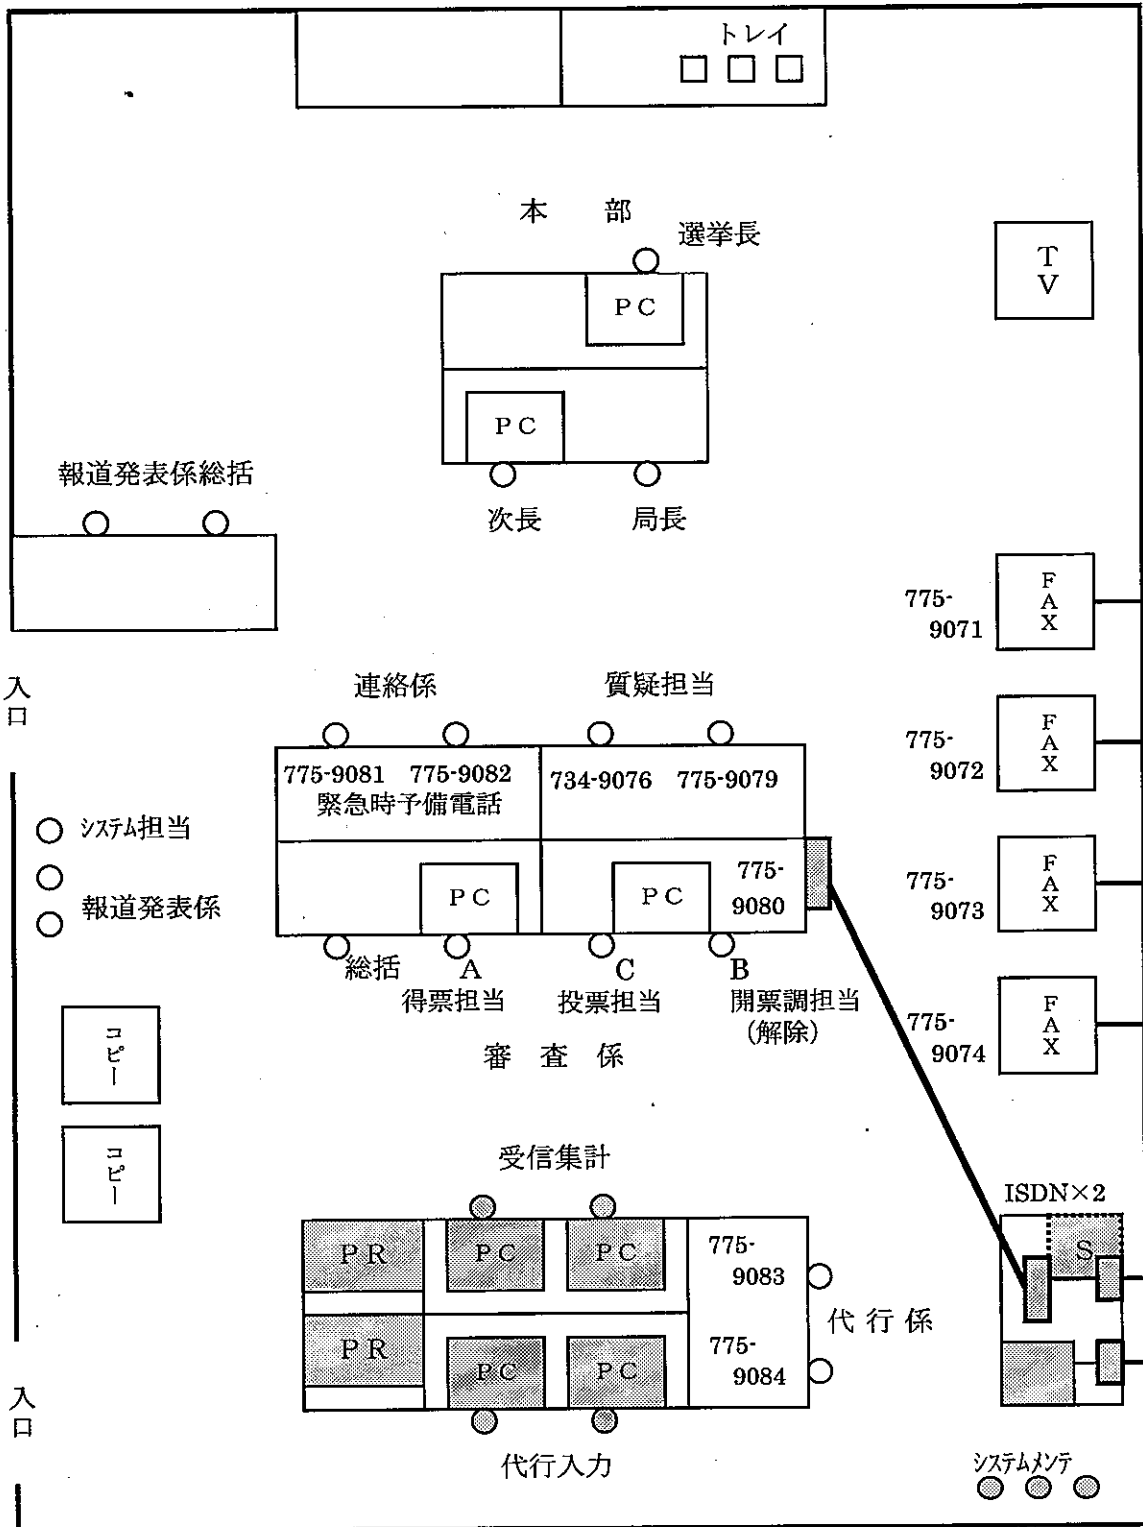 トレイ
本　部
選挙長
ＰＣ
ＴＶ
ＰＣ
次長
局長
報道発表係総括
775-
9071
ＦＡＸ
入口
連絡係
質疑担当
775-
9072
ＦＡＸ
775-9081 775-9082
緊急時予備電話
734-9076 775-9079
システム担当
報道発表係
ＰＣ
ＰＣ
775-
9080
775-
9073
ＦＡＸ
総括
A
得票担当
C
投票担当
B
開票調担当
(解除)
審　査　係
775-
9074
ＦＡＸ
コピー
コピー
受信集計
ISDN×2
ＰＲ
ＰＣ
ＰＣ
775-
9083
S
代 行 係
ＰＲ
ＰＣ
ＰＣ
775-
9084
入口
代行入力
システムメンテ